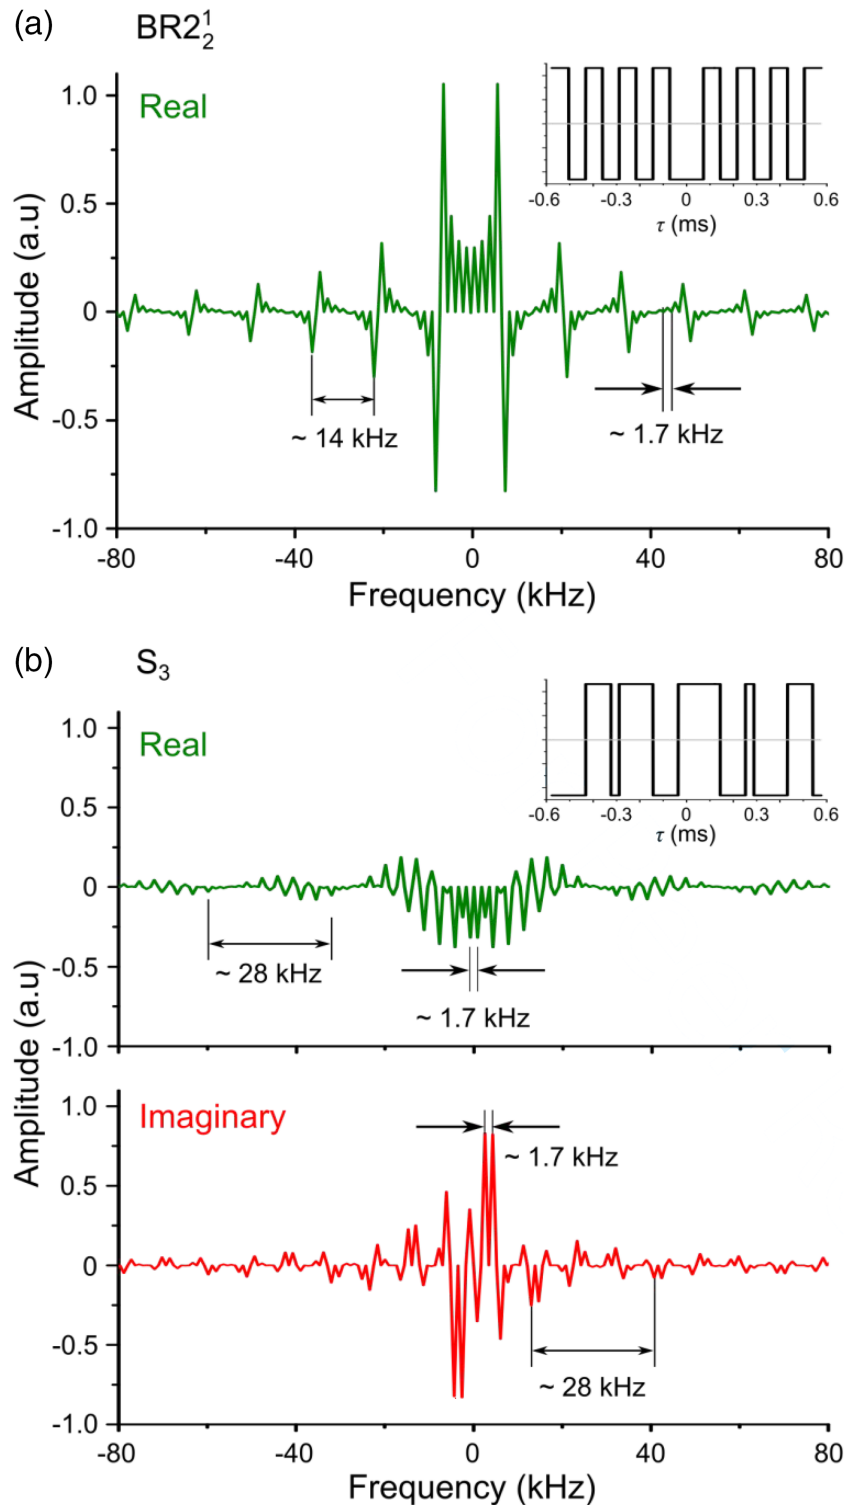 (a) BR2₂¹
Real
1.0
0.5
0
-0.5
-1.0
Amplitude (a.u)
-0.6 -0.3 0 0.3 0.6
τ (ms)
~ 14 kHz
~ 1.7 kHz
-80 -40 0 40 80
Frequency (kHz)
(b) S₃
Real
1.0
0.5
0
-0.5
-1.0
-0.6 -0.3 0 0.3 0.6
τ (ms)
~ 28 kHz
~ 1.7 kHz
Amplitude (a.u)
Imaginary
1.0
0.5
0
-0.5
-1.0
~ 1.7 kHz
~ 28 kHz
-80 -40 0 40 80
Frequency (kHz)